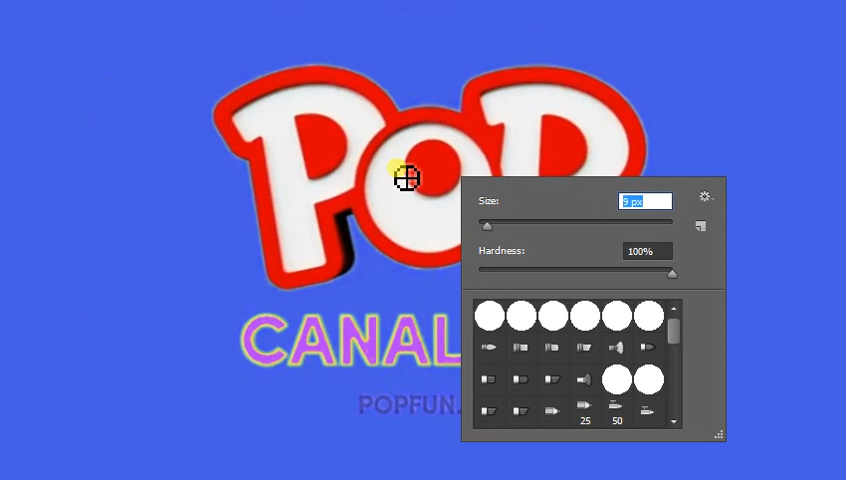 POP
Size:
9 px
Hardness:
100%
CANAL
POPFUN.
25
50